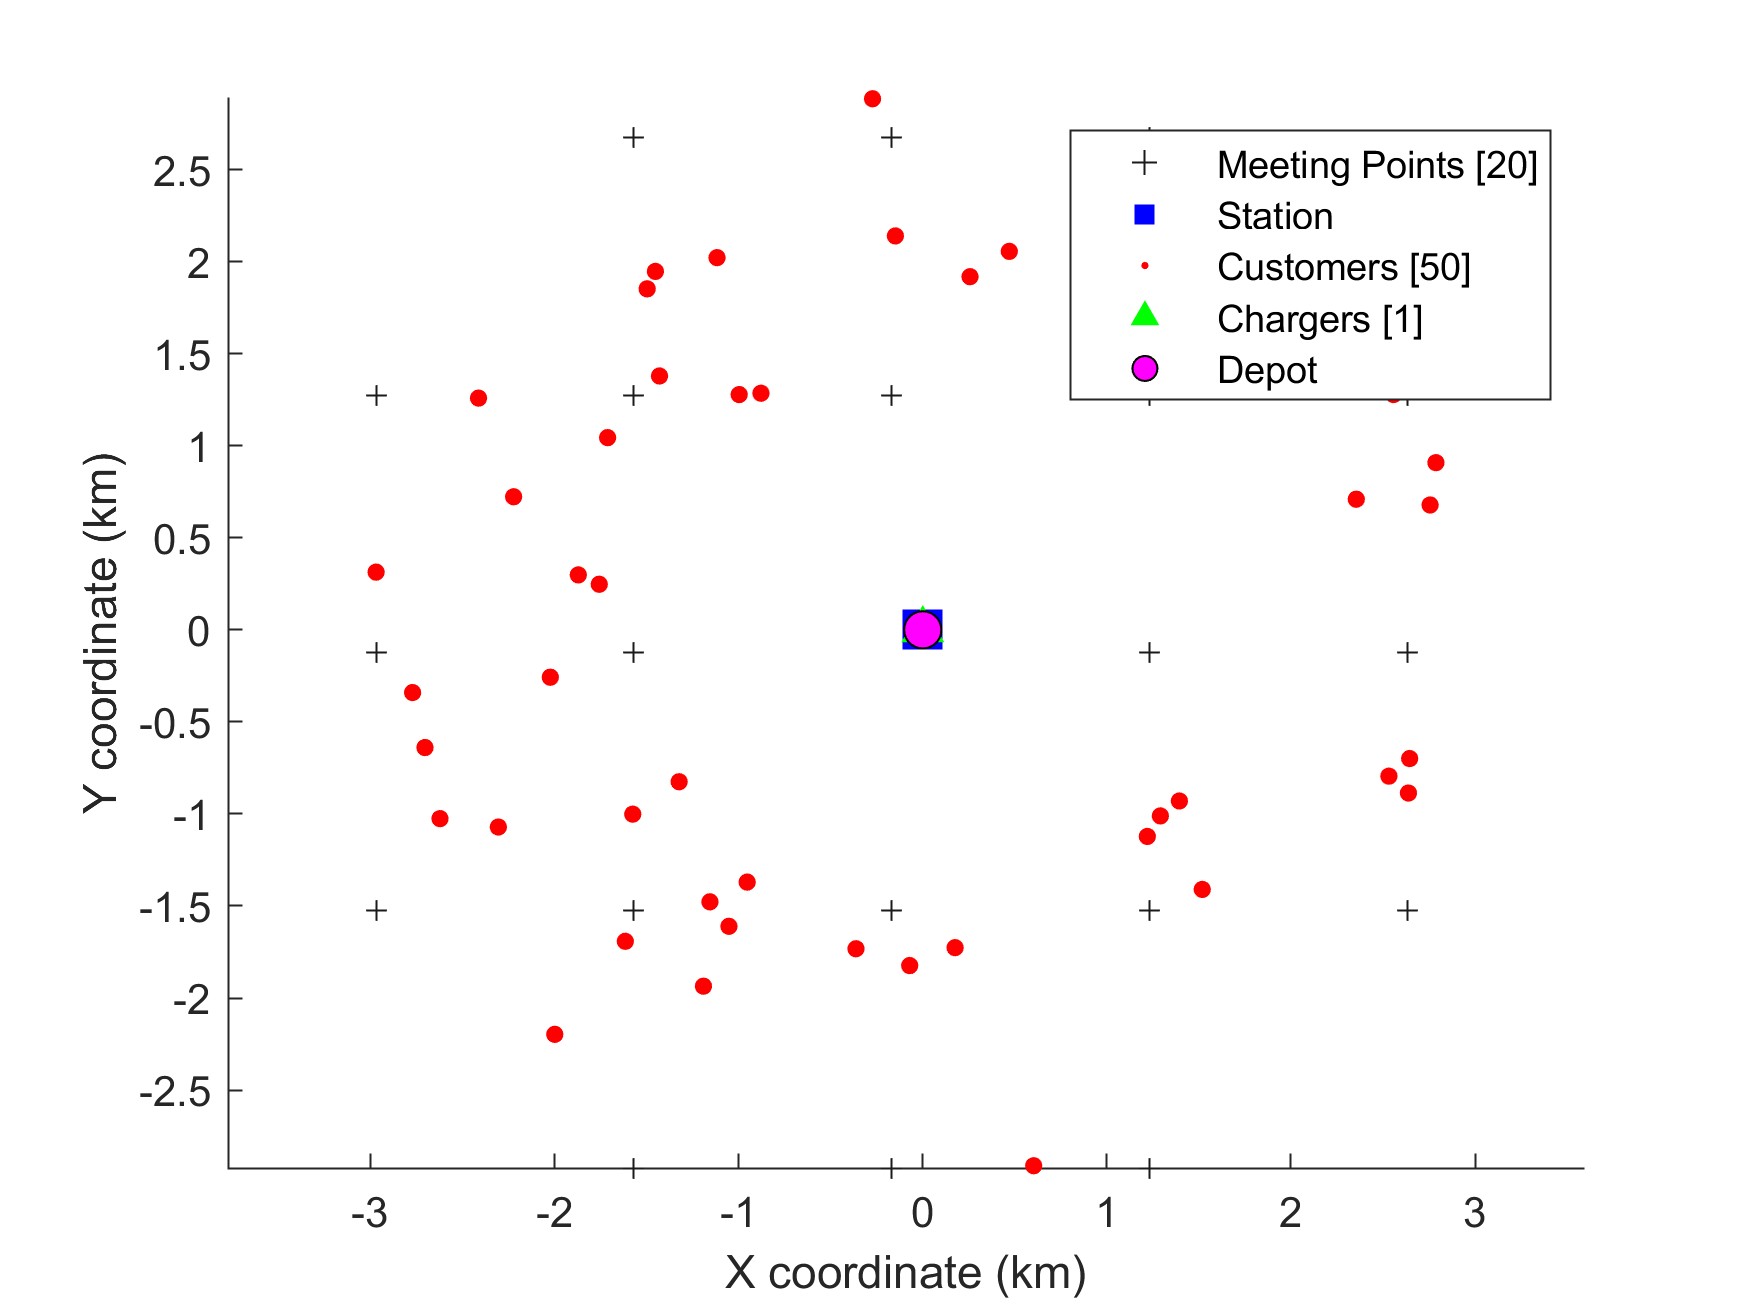 Meeting Points [20]
Station
Customers [50]
Chargers [1]
Depot
2.5
2
1.5
1
0.5
0
-0.5
-1
-1.5
-2
-2.5
Y coordinate (km)
-3 -2 -1 0 1 2 3
X coordinate (km)